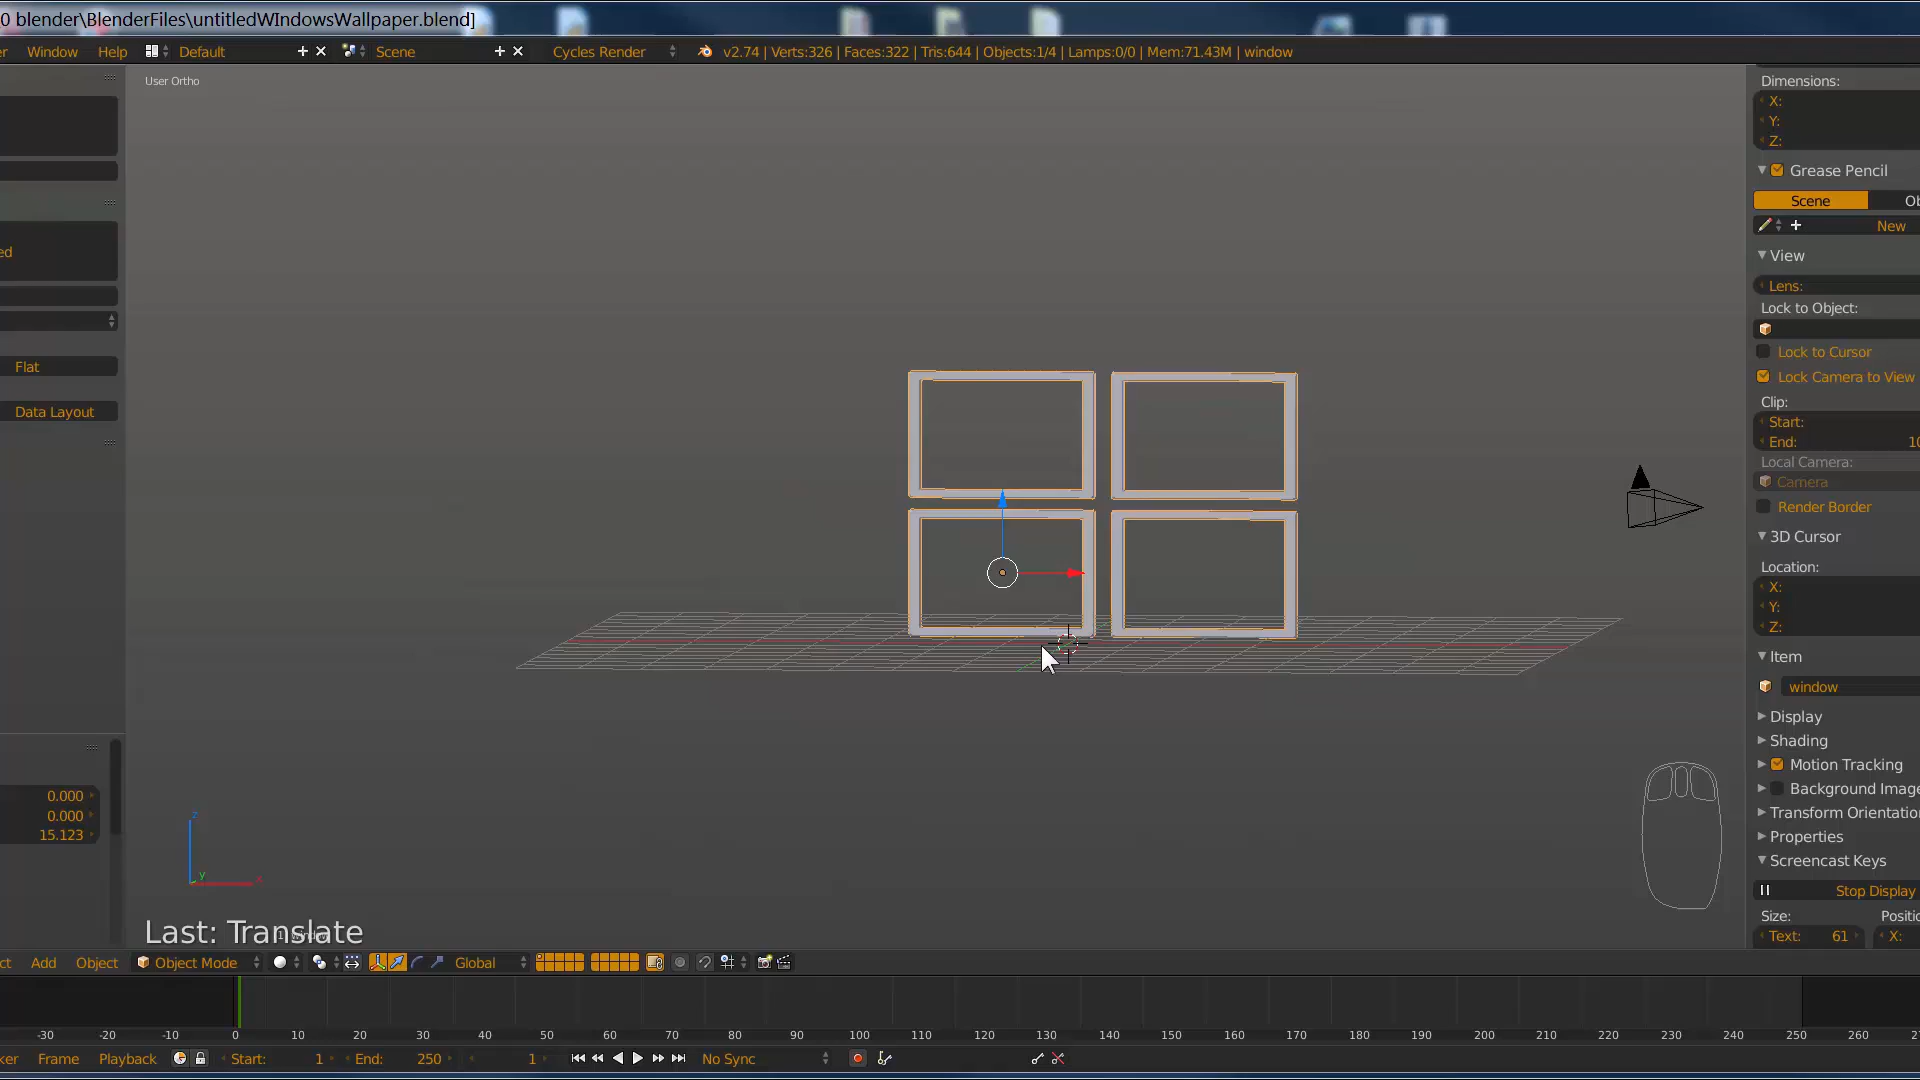 0 blender\BlenderFiles\untitledWIndowsWallpaper.blend]
Window Help Default Scene Cycles Render v2.74 | Verts:326 | Faces:322 | Tris:644 | Objects:1/4 | Lamps:0/0 | Mem:71.43M | window
User Ortho
Flat
Data Layout
0.000
0.000
15.123
z
y
x
Last: Translate
Dimensions:
X:
Y:
Z:
Grease Pencil
Scene
New
View
Lens:
Lock to Object:
Lock to Cursor
Lock Camera to View
Clip:
Start:
End: 10
Local Camera:
Camera
Render Border
3D Cursor
Location:
X:
Y:
Z:
Item
window
Display
Shading
Motion Tracking
Background Image
Transform Orientatio
Properties
Screencast Keys
Stop Display
Size: Positio
Text: 61 X:
Add Object Object Mode Global
-30 -20 -10 0 10 20 30 40 50 60 70 80 90 100 110 120 130 140 150 160 170 180 190 200 210 220 230 240 250 260
Frame Playback Start: 1 End: 250 1 No Sync